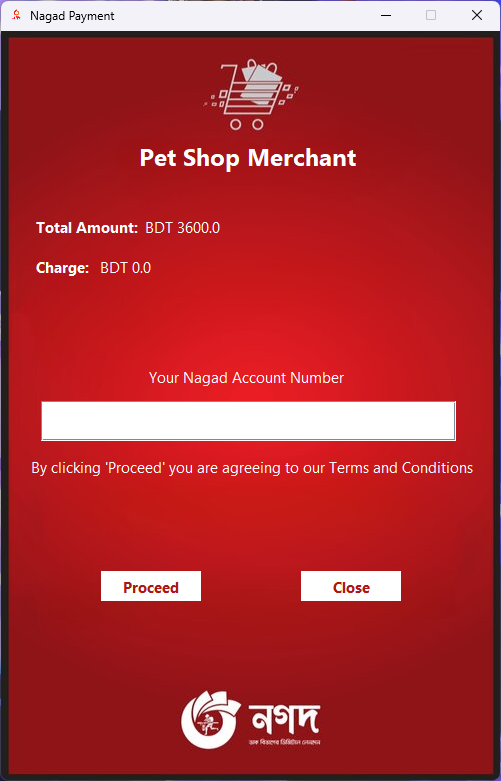 Nagad Payment
Pet Shop Merchant
Total Amount: BDT 3600.0
Charge: BDT 0.0
Your Nagad Account Number
By clicking 'Proceed' you are agreeing to our Terms and Conditions
Proceed Close
নগদ
ডাক বিভাগের ডিজিটাল লেনদেন